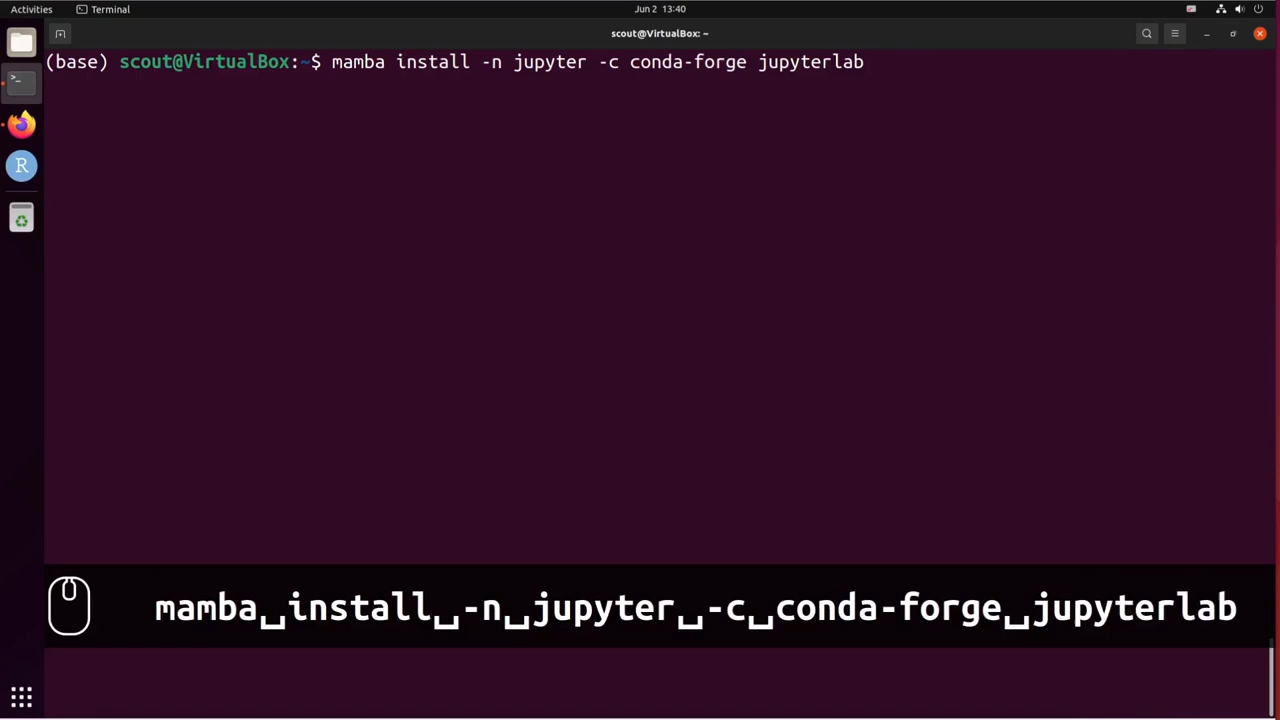 Activities
Terminal
Jun 2 13:40
scout@VirtualBox: ~
(base) scout@VirtualBox:~$ mamba install -n jupyter -c conda-forge jupyterlab
>_
R
mamba␣install␣-n␣jupyter␣-c␣conda-forge␣jupyterlab